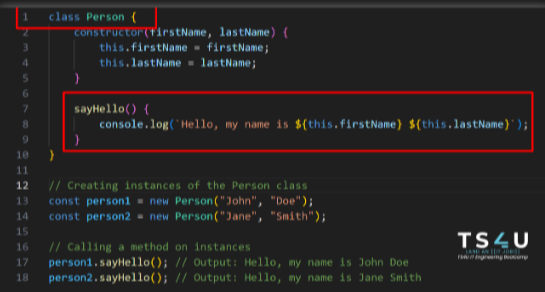 1 class Person {
2 constructor(firstName, lastName) {
3 this.firstName = firstName;
4 this.lastName = lastName;
5 }
6
7 sayHello() {
8 console.log(`Hello, my name is ${this.firstName} ${this.lastName}`);
9 }
10 }
11
12 // Creating instances of the Person class
13 const person1 = new Person("John", "Doe");
14 const person2 = new Person("Jane", "Smith");
15
16 // Calling a method on instances
17 person1.sayHello(); // Output: Hello, my name is John Doe
18 person2.sayHello(); // Output: Hello, my name is Jane Smith
TS4U
TS4U IT Engineering Bootcamp